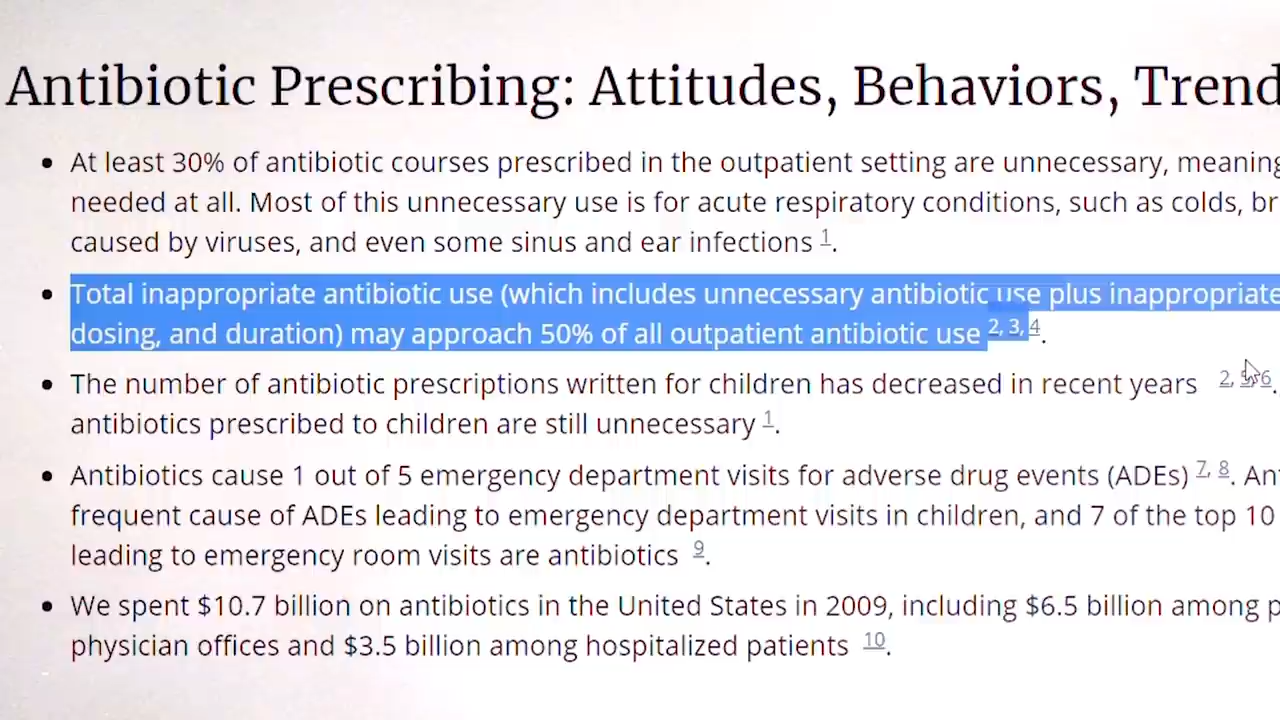 Antibiotic Prescribing: Attitudes, Behaviors, Trend
• At least 30% of antibiotic courses prescribed in the outpatient setting are unnecessary, meaning
needed at all. Most of this unnecessary use is for acute respiratory conditions, such as colds, br
caused by viruses, and even some sinus and ear infections 1.
• Total inappropriate antibiotic use (which includes unnecessary antibiotic use plus inappropriate
dosing, and duration) may approach 50% of all outpatient antibiotic use 2, 3, 4.
• The number of antibiotic prescriptions written for children has decreased in recent years 2, 5, 6.
antibiotics prescribed to children are still unnecessary 1.
• Antibiotics cause 1 out of 5 emergency department visits for adverse drug events (ADEs) 7, 8. Ant
frequent cause of ADEs leading to emergency department visits in children, and 7 of the top 10
leading to emergency room visits are antibiotics 9.
• We spent $10.7 billion on antibiotics in the United States in 2009, including $6.5 billion among p
physician offices and $3.5 billion among hospitalized patients 10.